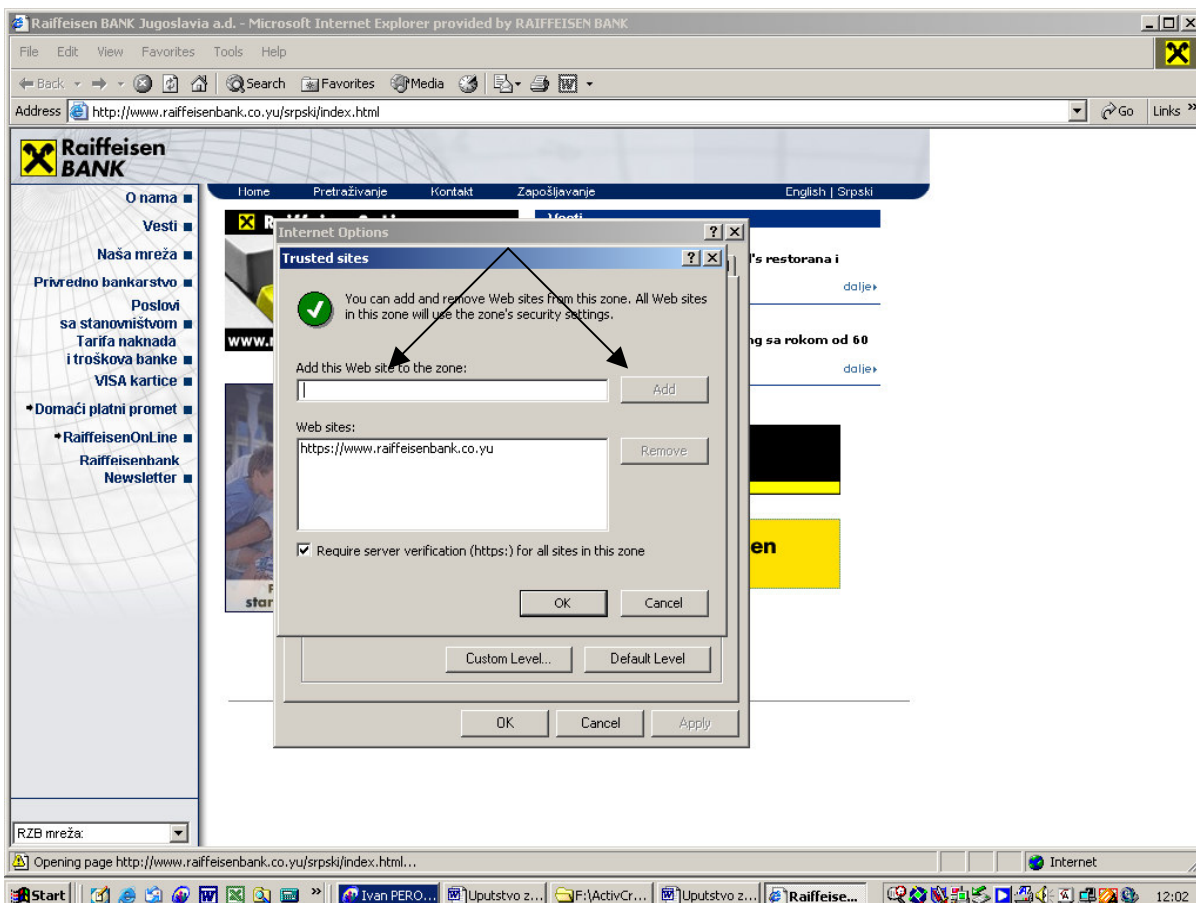 Raiffeisen BANK Jugoslavia a.d. - Microsoft Internet Explorer provided by RAIFFEISEN BANK
File Edit View Favorites Tools Help
Back Search Favorites Media
Address http://www.raiffeisenbank.co.yu/srpski/index.html Go Links »
Raiffeisen
BANK
Home Pretraživanje Kontakt Zapošljavanje English | Srpski
O nama
Vesti
Naša mreža
Privredno bankarstvo
Poslovi
sa stanovništvom
Tarifa naknada
i troškova banke
VISA kartice
Domaći platni promet
RaiffeisenOnLine
Raiffeisenbank
Newsletter
RZB mreža:
Vesti
's restorana i
dalje
ng sa rokom od 60
dalje
www.r
star
en
Internet Options
Trusted sites
You can add and remove Web sites from this zone. All Web sites
in this zone will use the zone's security settings.
Add this Web site to the zone:
Add
Web sites:
https://www.raiffeisenbank.co.yu
Remove
Require server verification (https:) for all sites in this zone
OK Cancel
Custom Level... Default Level
OK Cancel Apply
Opening page http://www.raiffeisenbank.co.yu/srpski/index.html... Internet
Start » Ivan PERO... Uputstvo z... F:\ActivCr... Uputstvo z... Raiffeise... 12:02